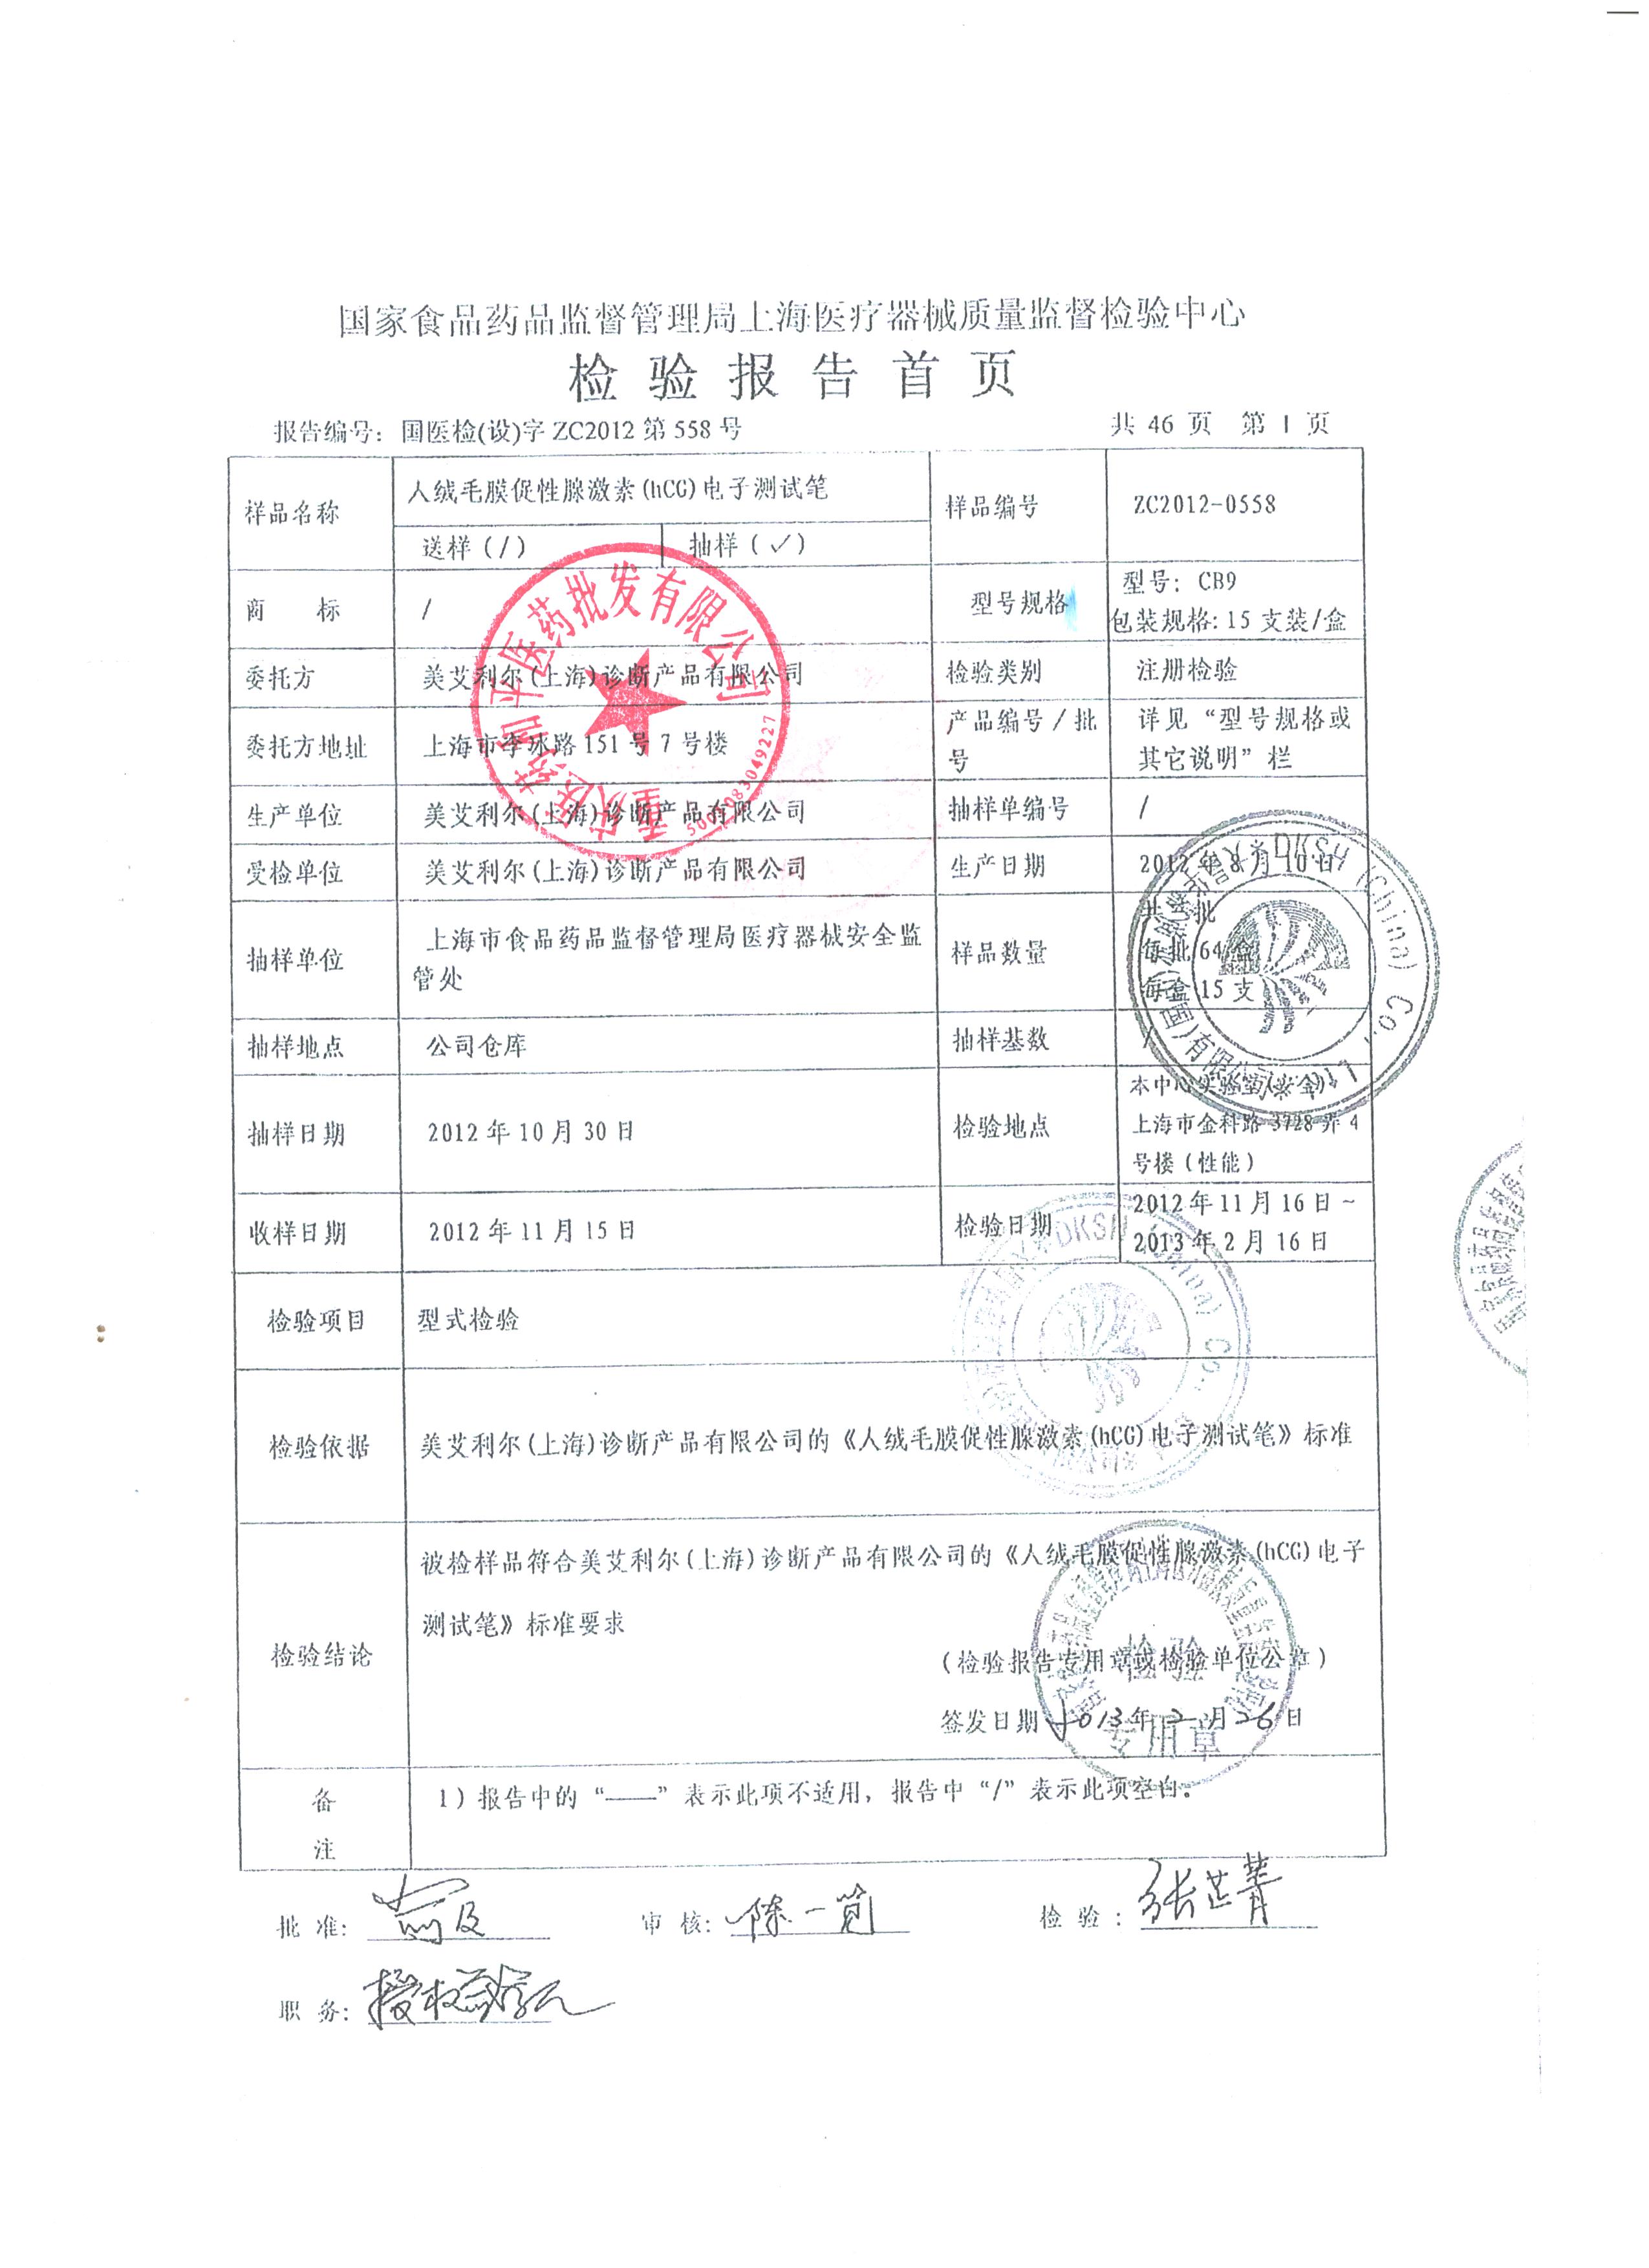 国家食品药品监督管理局上海医疗器械质量监督检验中心
检验报告首页
报告编号：国医检(设)字 ZC2012 第 558 号
共 46 页 第 1 页
样品名称
人绒毛膜促性腺激素(hCG)电子测试笔
送样（/）
抽样（✓）
样品编号
ZC2012-0558
商 标
/
型号规格
型号：CB9
包装规格：15 支装/盒
委托方
美艾利尔(上海)诊断产品有限公司
检验类别
注册检验
委托方地址
上海市李冰路 151 号 7 号楼
产品编号／批
号
详见“型号规格或
其它说明”栏
生产单位
美艾利尔(上海)诊断产品有限公司
抽样单编号
/
受检单位
美艾利尔(上海)诊断产品有限公司
生产日期
2012 年 8 月 10 日
抽样单位
上海市食品药品监督管理局医疗器械安全监
管处
样品数量
共 批
每批 64 盒
每盒 15 支
抽样地点
公司仓库
抽样基数
/
抽样日期
2012 年 10 月 30 日
检验地点
本中心实验室(安全)
上海市金科路 3728 弄 4
号楼（性能）
收样日期
2012 年 11 月 15 日
检验日期
2012 年 11 月 16 日～
2013 年 2 月 16 日
检验项目
型式检验
检验依据
美艾利尔(上海)诊断产品有限公司的《人绒毛膜促性腺激素(hCG)电子测试笔》标准
检验结论
被检样品符合美艾利尔(上海)诊断产品有限公司的《人绒毛膜促性腺激素(hCG)电子
测试笔》标准要求
（检验报告专用章或检验单位公章）
签发日期 2013 年 2 月 26 日
备
注
1）报告中的“——”表示此项不适用，报告中“/”表示此项空白。
批 准：
审 核：陈一
检 验：张芷菁
职 务：授权签字人
医药批发有限公司
5002083049227
DKSH (China) Co., Ltd.
DKSH (China) Co.,
检验
专用章